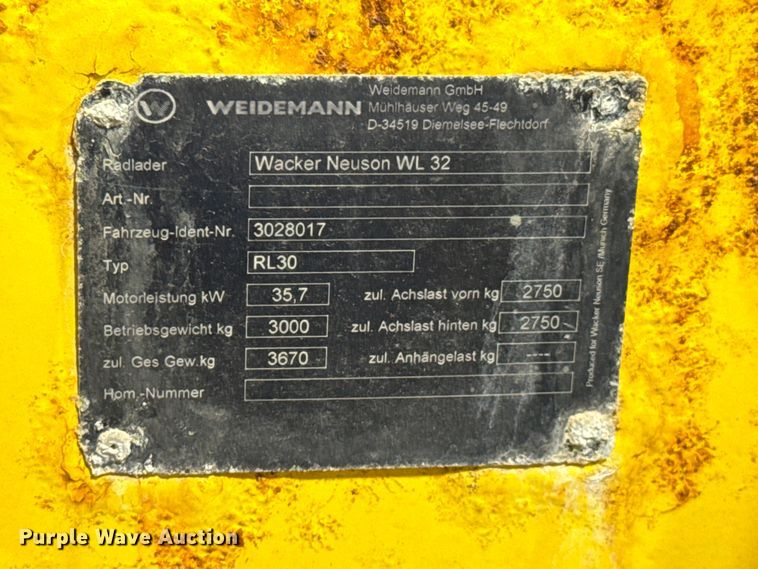 W WEIDEMANN
Weidemann GmbH
Mühlhäuser Weg 45-49
D-34519 Diemelsee-Flechtdorf
Radlader Wacker Neuson WL 32
Art.-Nr.
Fahrzeug-Ident-Nr. 3028017
Typ RL30
Motorleistung kW 35,7 zul. Achslast vorn kg 2750
Betriebsgewicht kg 3000 zul. Achslast hinten kg 2750
zul. Ges Gew.kg 3670 zul. Anhängelast kg ----
Hom.-Nummer
Produced for Wacker Neuson SE /Munich Germany
Purple Wave Auction